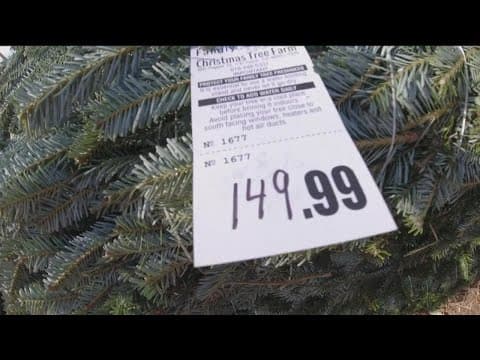 Family
Christmas Tree Farm
PROTECT YOUR FAMILY TREE FRESHNESS
CHECK TO ADD WATER DAILY
Keep your tree in a cool place
before bringing it indoors
Avoid placing your tree close to
south facing windows, heaters and
hot air ducts.
No 1677
No 1677
149.99